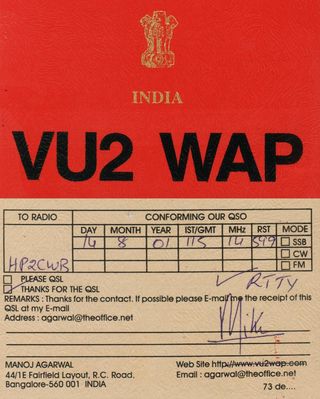 INDIA
VU2 WAP
TO RADIO CONFORMING OUR QSO
DAY MONTH YEAR IST/GMT MHz RST MODE
14 8 01 115 14 599 SSB
CW
HP2CWB FM
PLEASE QSL
THANKS FOR THE QSL RTTY
REMARKS : Thanks for the contact. If possible please E-mail me the receipt of this
QSL at my E-mail
Address : agarwal@theoffice.net
Mike
MANOJ AGARWAL Web Site http://www.vu2wap.com
44/1E Fairfield Layout, R.C. Road. Email : agarwal@theoffice.net
Bangalore-560 001 INDIA 73 de....